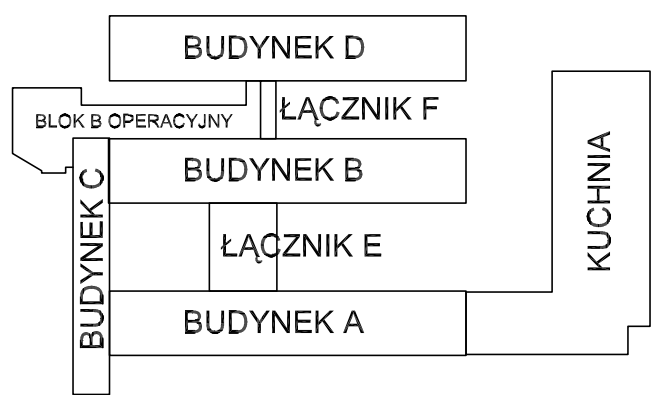 BUDYNEK D
ŁĄCZNIK F
BLOK B OPERACYJNY
BUDYNEK B
KUCHNIA
BUDYNEK C
ŁĄCZNIK E
BUDYNEK A